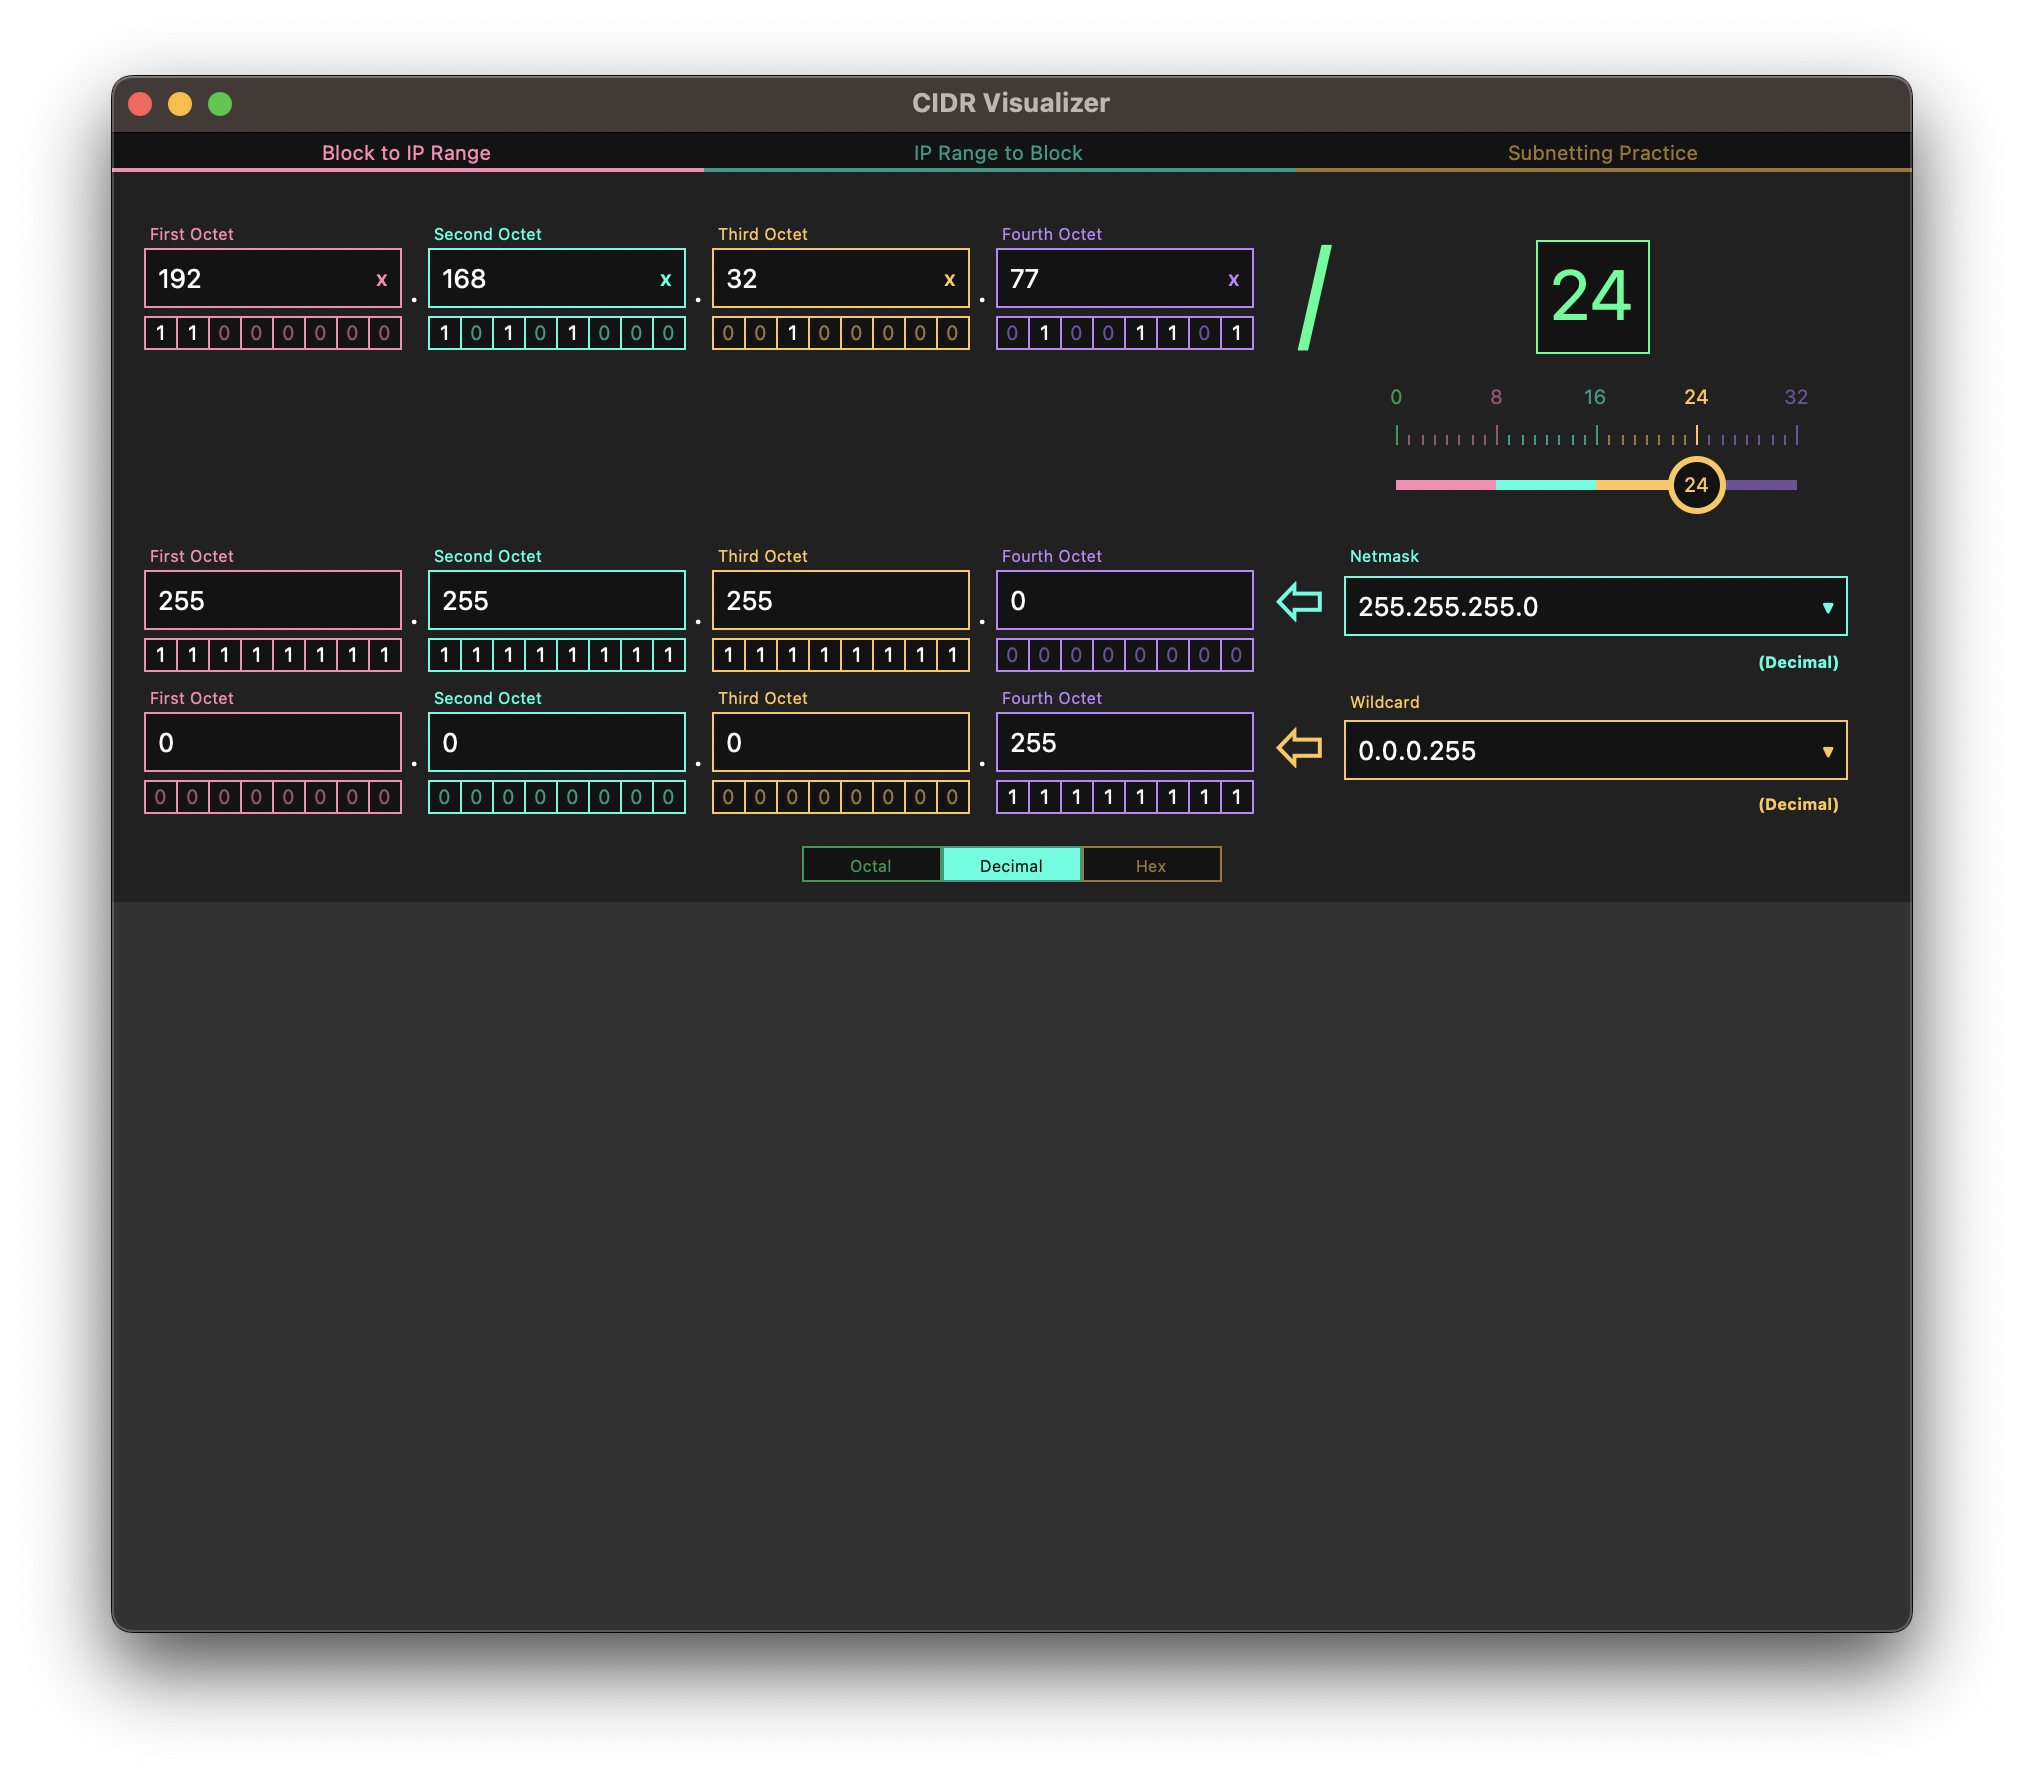 CIDR Visualizer
Block to IP Range IP Range to Block Subnetting Practice
First Octet Second Octet Third Octet Fourth Octet
192 x . 168 x . 32 x . 77 x / 24
1 1 0 0 0 0 0 0 1 0 1 0 1 0 0 0 0 0 1 0 0 0 0 0 0 1 0 0 1 1 0 1
0 8 16 24 32
24
First Octet Second Octet Third Octet Fourth Octet Netmask
255 . 255 . 255 . 0 255.255.255.0
1 1 1 1 1 1 1 1 1 1 1 1 1 1 1 1 1 1 1 1 1 1 1 1 0 0 0 0 0 0 0 0
(Decimal)
First Octet Second Octet Third Octet Fourth Octet Wildcard
0 . 0 . 0 . 255 0.0.0.255
0 0 0 0 0 0 0 0 0 0 0 0 0 0 0 0 0 0 0 0 0 0 0 0 1 1 1 1 1 1 1 1
(Decimal)
Octal Decimal Hex